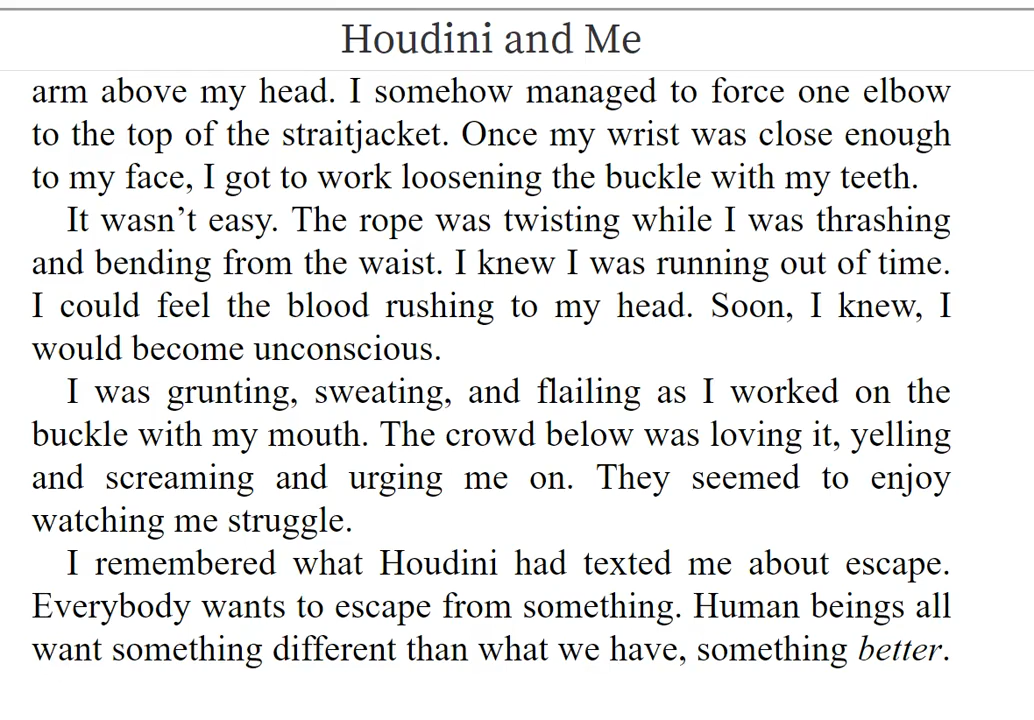 Houdini and Me
arm above my head. I somehow managed to force one elbow
to the top of the straitjacket. Once my wrist was close enough
to my face, I got to work loosening the buckle with my teeth.
It wasn’t easy. The rope was twisting while I was thrashing
and bending from the waist. I knew I was running out of time.
I could feel the blood rushing to my head. Soon, I knew, I
would become unconscious.
I was grunting, sweating, and flailing as I worked on the
buckle with my mouth. The crowd below was loving it, yelling
and screaming and urging me on. They seemed to enjoy
watching me struggle.
I remembered what Houdini had texted me about escape.
Everybody wants to escape from something. Human beings all
want something different than what we have, something better.